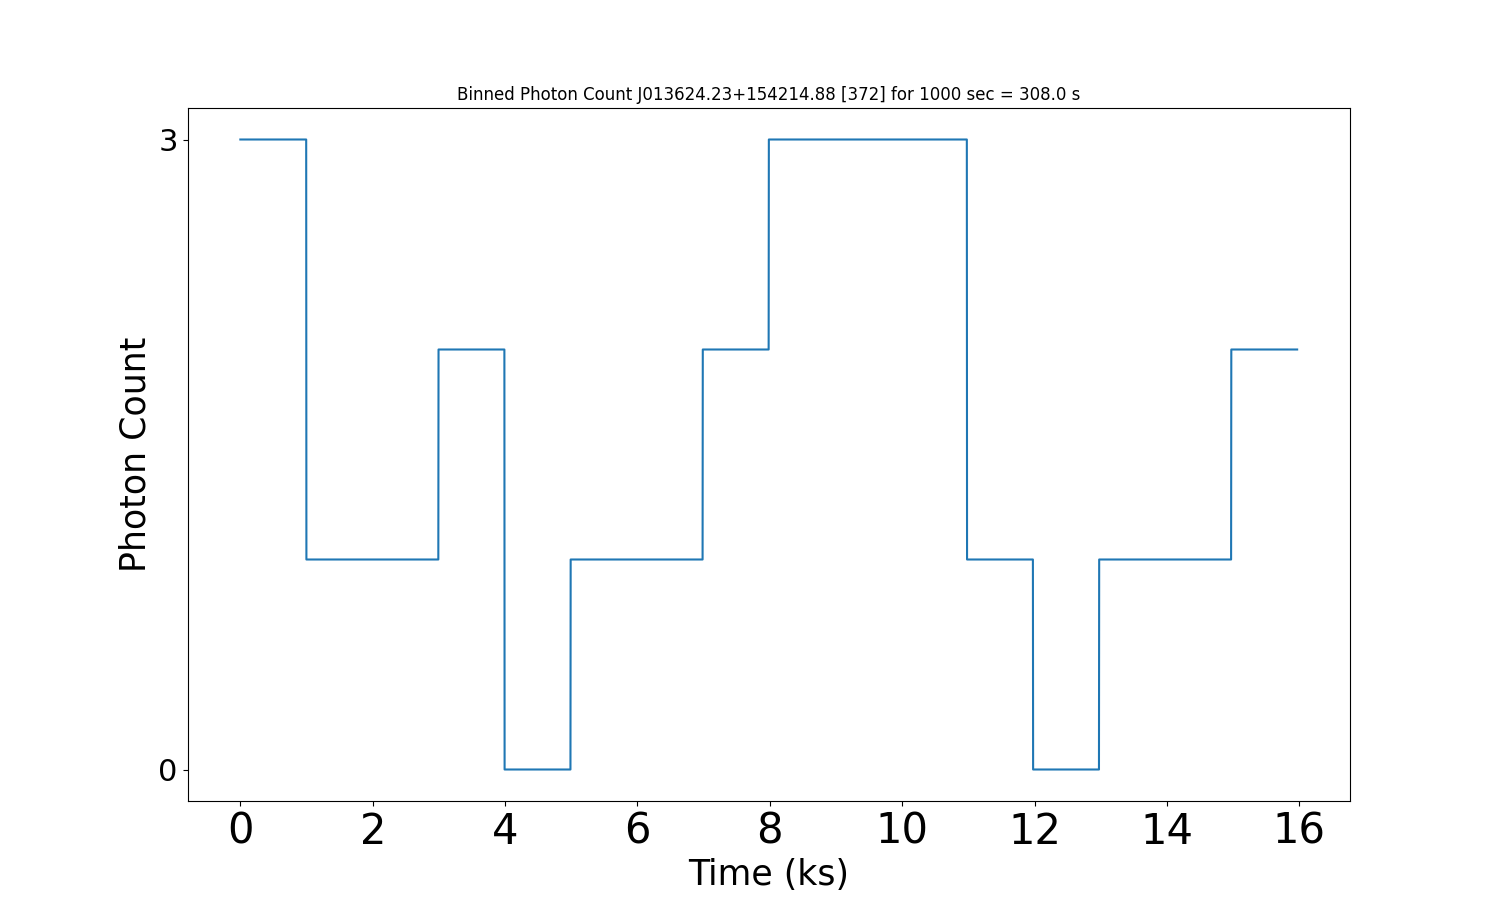 Binned Photon Count J013624.23+154214.88 [372] for 1000 sec = 308.0 s
3
Photon Count
0
0 2 4 6 8 10 12 14 16
Time (ks)